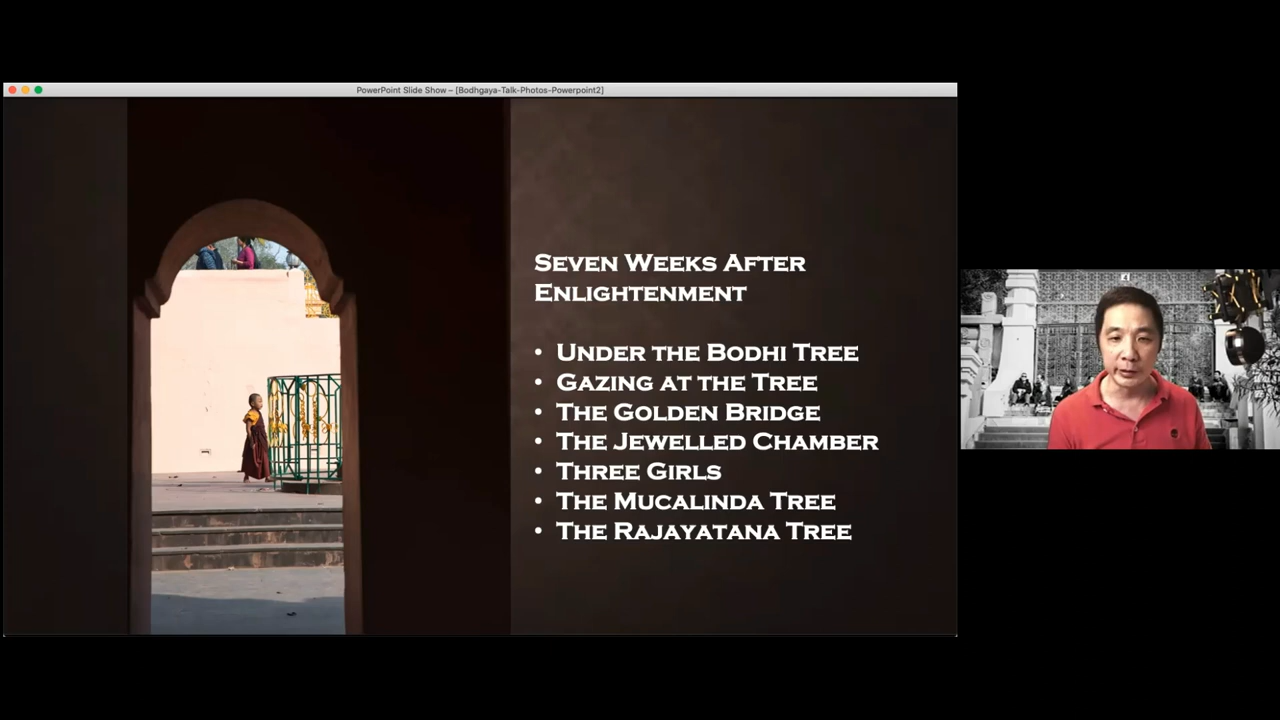 PowerPoint Slide Show – [Bodhgaya-Talk-Photos-Powerpoint2]
Seven Weeks After
Enlightenment
• Under the Bodhi Tree
• Gazing at the Tree
• The Golden Bridge
• The Jewelled Chamber
• Three Girls
• The Mucalinda Tree
• The Rajayatana Tree